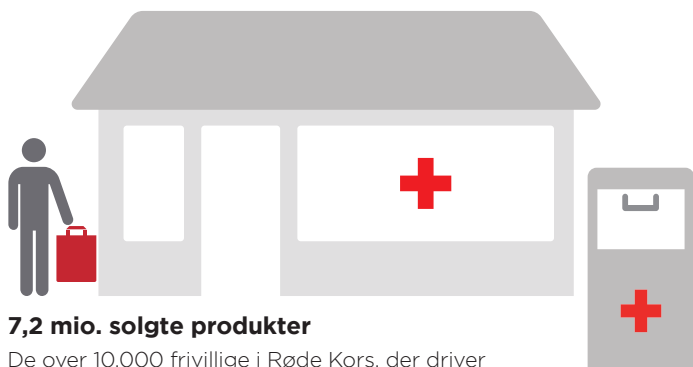 7,2 mio. solgte produkter
De over 10.000 frivillige i Røde Kors, der driver